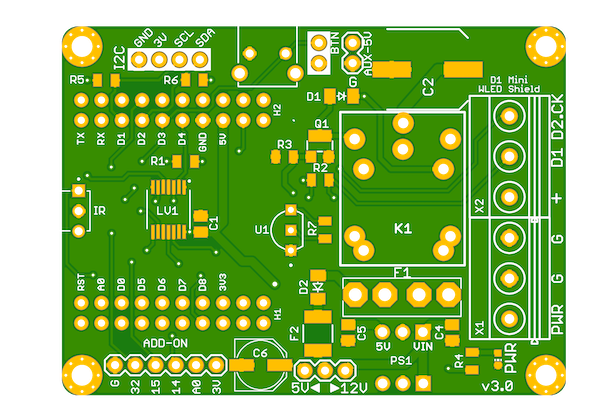 I2C
GND
3V
SCL
SDA
BTN
AUX-5V
G
R5
R6
C2
D1 Mini
WLED Shield
D1
H2
Q1
TX
RX
D1
D2
D3
D4
GND
5V
R3
R1
R2
D2.CK
D1
+
X2
IR
LV1
C1
U1
R7
K1
G
G
PWR
X1
RST
A0
D0
D5
D6
D7
D8
3V3
H1
D2
F1
F2
C5
5V
VIN
C4
ADD-ON
C6
PS1
R4
PWR
5V◀ ▶12V
v3.0
G
32
15
14
A0
3V